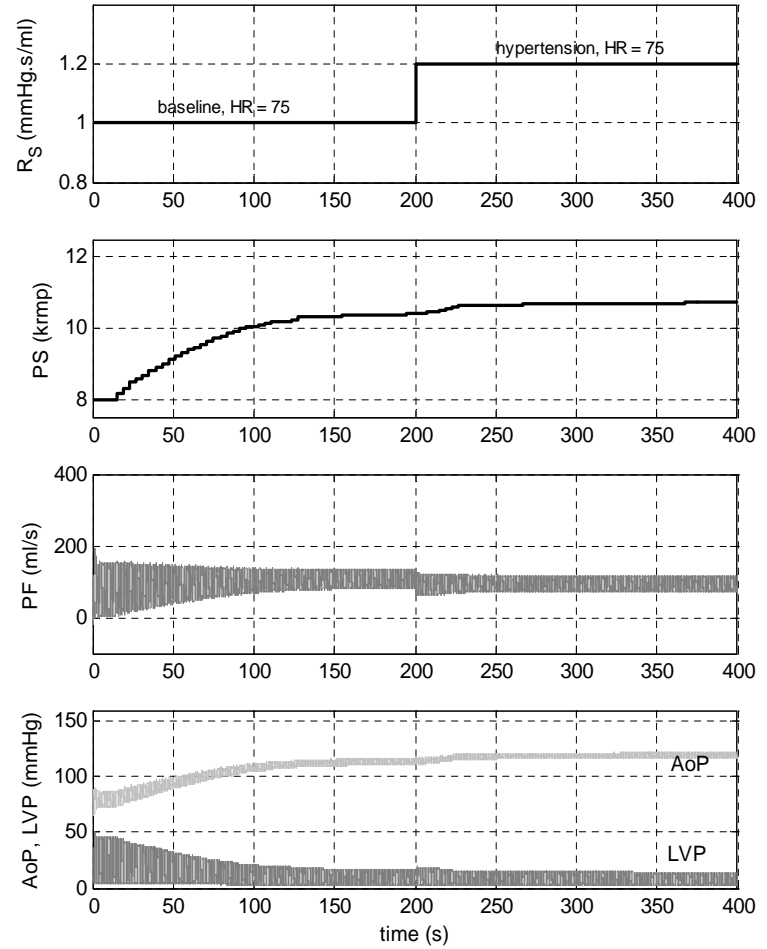 R_S (mmHg.s/ml)
1.2
1
0.8
baseline, HR = 75
hypertension, HR = 75
0 50 100 150 200 250 300 350 400
PS (krmp)
12
10
8
0 50 100 150 200 250 300 350 400
PF (ml/s)
400
200
0
0 50 100 150 200 250 300 350 400
AoP, LVP (mmHg)
150
100
50
0
AoP
LVP
0 50 100 150 200 250 300 350 400
time (s)